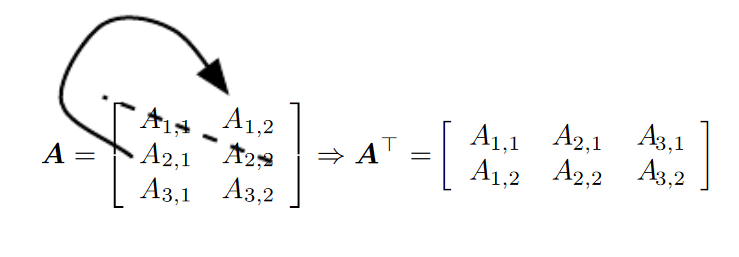 A = [ A1,1 A1,2 ; A2,1 A2,2 ; A3,1 A3,2 ] ⇒ A⊤ = [ A1,1 A2,1 A3,1 ; A1,2 A2,2 A3,2 ]